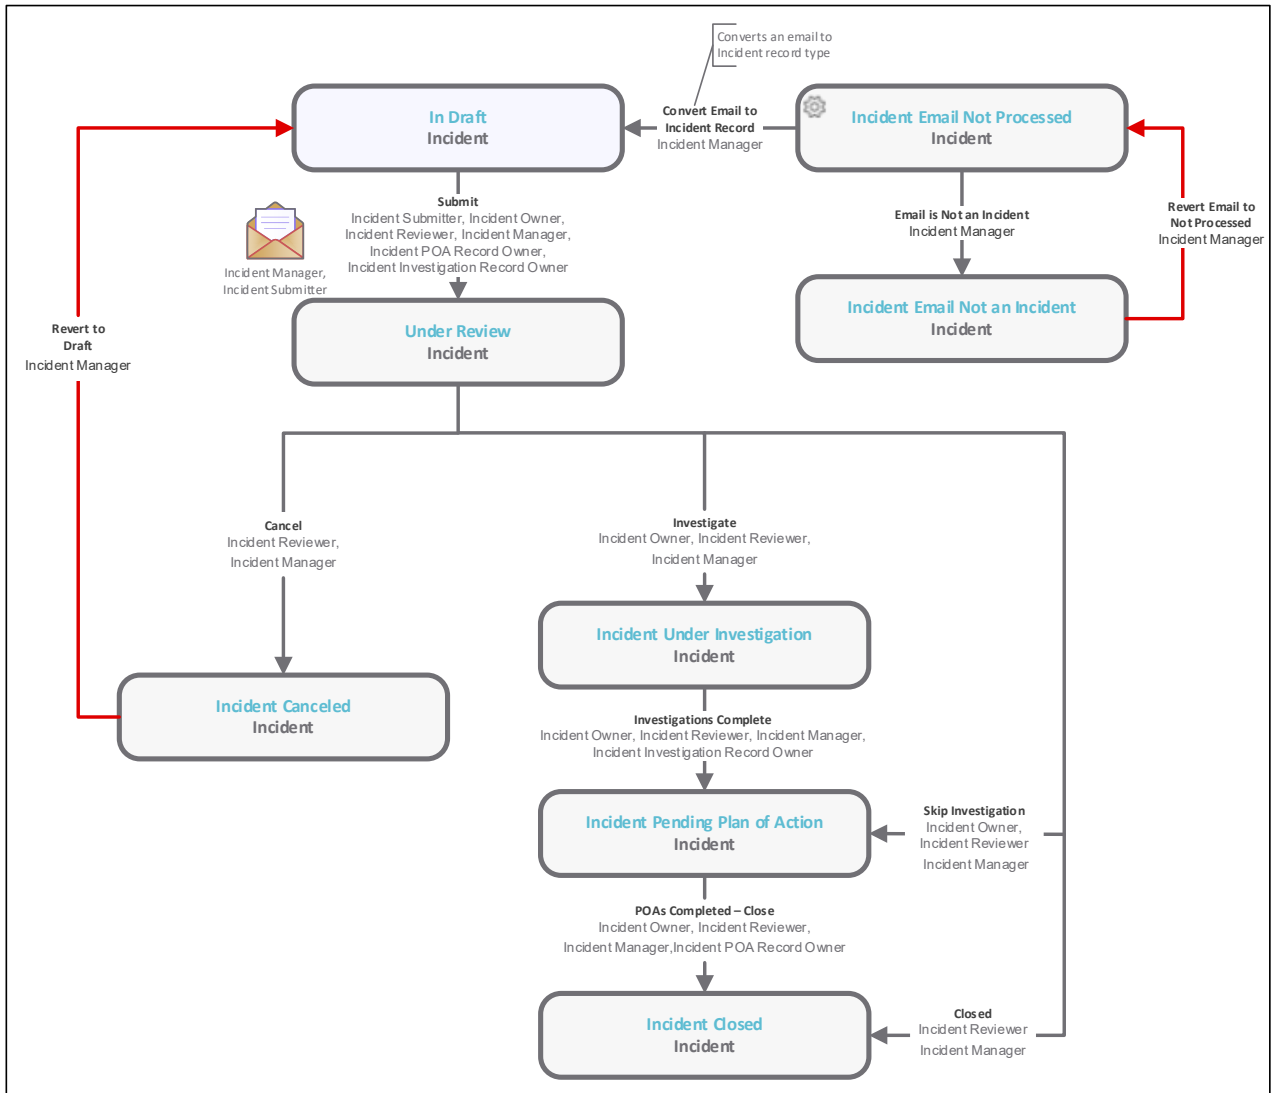 Converts an email to
Incident record type
In Draft
Incident
Convert Email to
Incident Record
Incident Manager
Incident Email Not Processed
Incident
Submit
Incident Submitter, Incident Owner,
Incident Reviewer, Incident Manager,
Incident POA Record Owner,
Incident Investigation Record Owner
Incident Manager,
Incident Submitter
Email is Not an Incident
Incident Manager
Revert Email to
Not Processed
Incident Manager
Incident Email Not an Incident
Incident
Under Review
Incident
Revert to
Draft
Incident Manager
Cancel
Incident Reviewer,
Incident Manager
Investigate
Incident Owner, Incident Reviewer,
Incident Manager
Incident Under Investigation
Incident
Incident Canceled
Incident
Investigations Complete
Incident Owner, Incident Reviewer, Incident Manager,
Incident Investigation Record Owner
Incident Pending Plan of Action
Incident
Skip Investigation
Incident Owner,
Incident Reviewer
Incident Manager
POAs Completed – Close
Incident Owner, Incident Reviewer,
Incident Manager,Incident POA Record Owner
Incident Closed
Incident
Closed
Incident Reviewer
Incident Manager